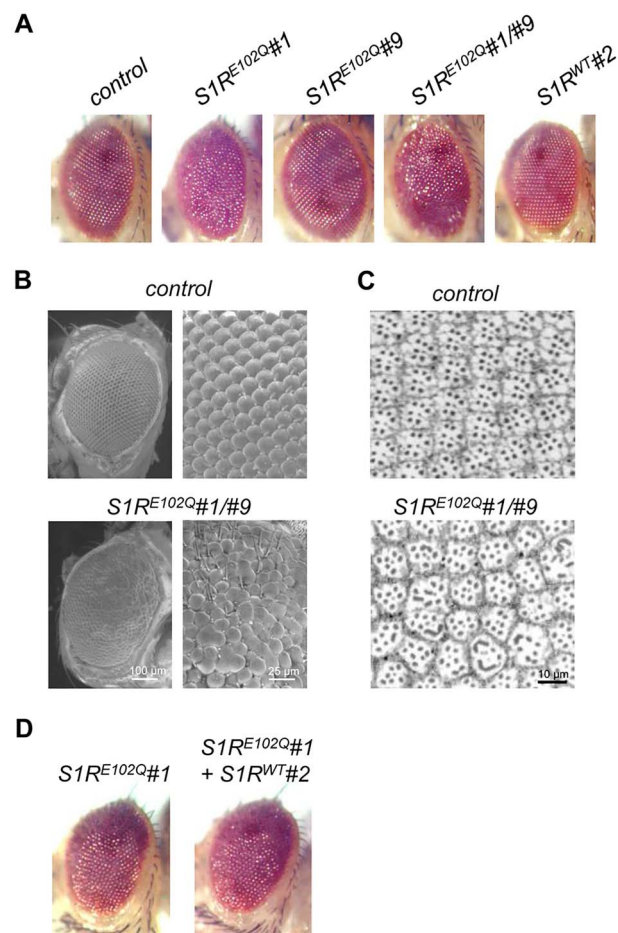 A
control
S1R^E102Q#1
S1R^E102Q#9
S1R^E102Q#1/#9
S1R^WT#2
B
control
S1R^E102Q#1/#9
100 µm
25 µm
C
control
S1R^E102Q#1/#9
10 µm
D
S1R^E102Q#1
S1R^E102Q#1
+ S1R^WT#2